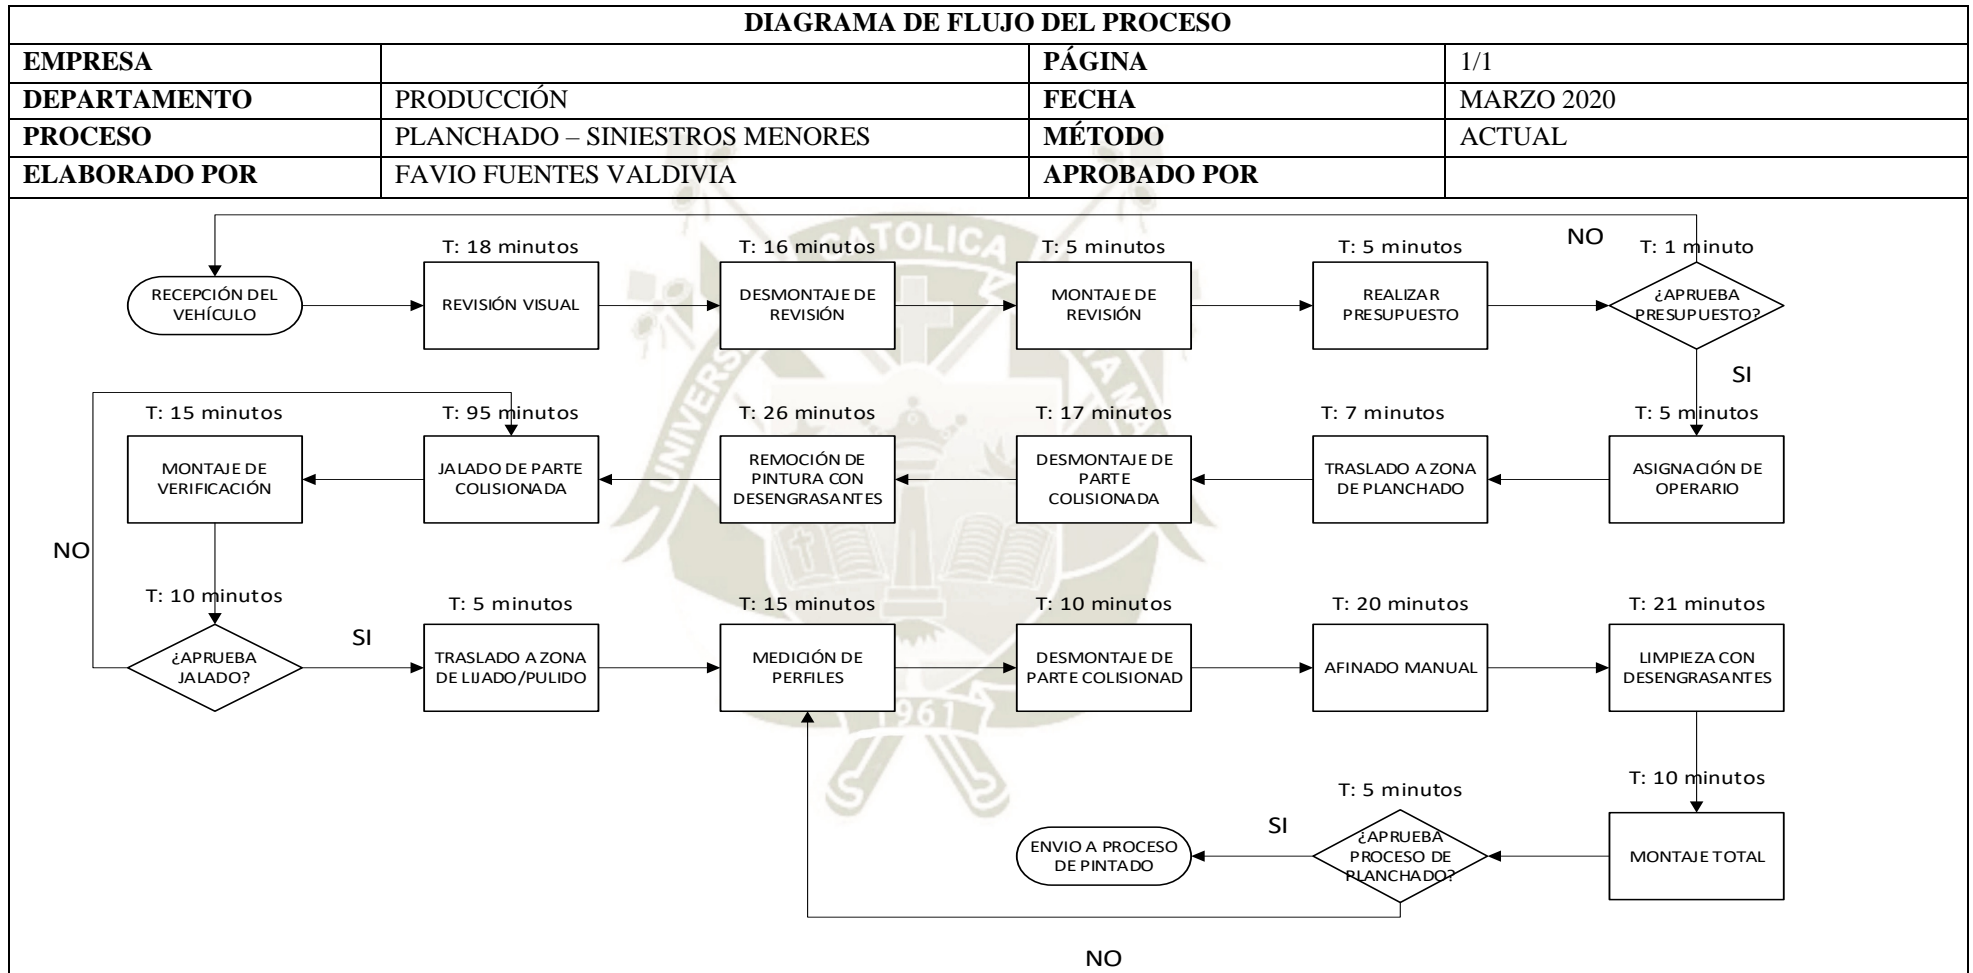 DIAGRAMA DE FLUJO DEL PROCESO
EMPRESA PÁGINA 1/1
DEPARTAMENTO PRODUCCIÓN FECHA MARZO 2020
PROCESO PLANCHADO – SINIESTROS MENORES MÉTODO ACTUAL
ELABORADO POR FAVIO FUENTES VALDIVIA APROBADO POR
T: 18 minutos
T: 16 minutos
T: 5 minutos
T: 5 minutos
NO
T: 1 minuto
RECEPCIÓN DEL
VEHÍCULO
REVISIÓN VISUAL
DESMONTAJE DE
REVISIÓN
MONTAJE DE
REVISIÓN
REALIZAR
PRESUPUESTO
¿APRUEBA
PRESUPUESTO?
SI
T: 15 minutos
T: 95 minutos
T: 26 minutos
T: 17 minutos
T: 7 minutos
T: 5 minutos
MONTAJE DE
VERIFICACIÓN
JALADO DE PARTE
COLISIONADA
REMOCIÓN DE
PINTURA CON
DESENGRASANTES
DESMONTAJE DE
PARTE
COLISIONADA
TRASLADO A ZONA
DE PLANCHADO
ASIGNACIÓN DE
OPERARIO
NO
T: 10 minutos
T: 5 minutos
T: 15 minutos
T: 10 minutos
T: 20 minutos
T: 21 minutos
¿APRUEBA
JALADO?
SI
TRASLADO A ZONA
DE LIJADO/PULIDO
MEDICIÓN DE
PERFILES
DESMONTAJE DE
PARTE COLISIONAD
AFINADO MANUAL
LIMPIEZA CON
DESENGRASANTES
1961
T: 5 minutos
T: 10 minutos
ENVIO A PROCESO
DE PINTADO
SI
¿APRUEBA
PROCESO DE
PLANCHADO?
MONTAJE TOTAL
NO